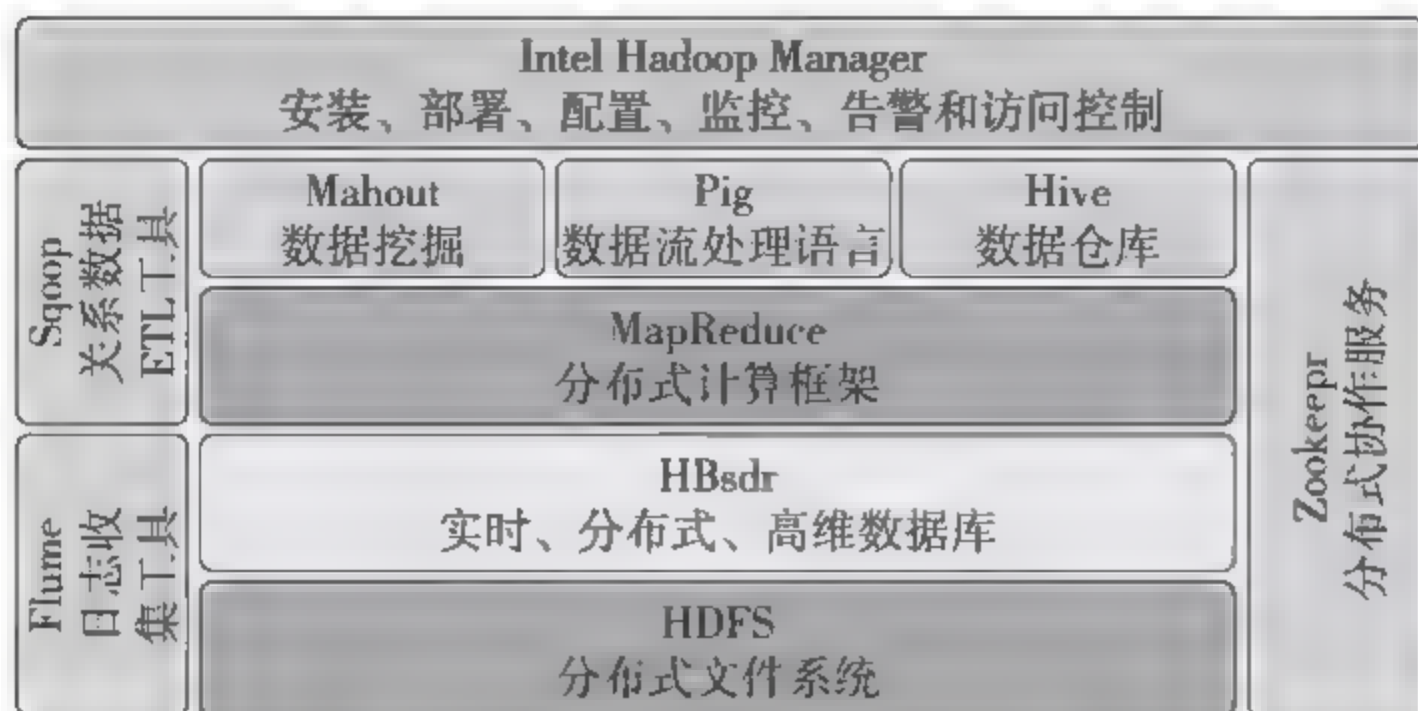 Intel Hadoop Manager
安装、部署、配置、监控、告警和访问控制
Sqoop
关系数据
ETL工具
Mahout
数据挖掘
Pig
数据流处理语言
Hive
数据仓库
MapReduce
分布式计算框架
Zookeepr
分布式协作服务
Flume
日志收
集工具
HBsdr
实时、分布式、高维数据库
HDFS
分布式文件系统